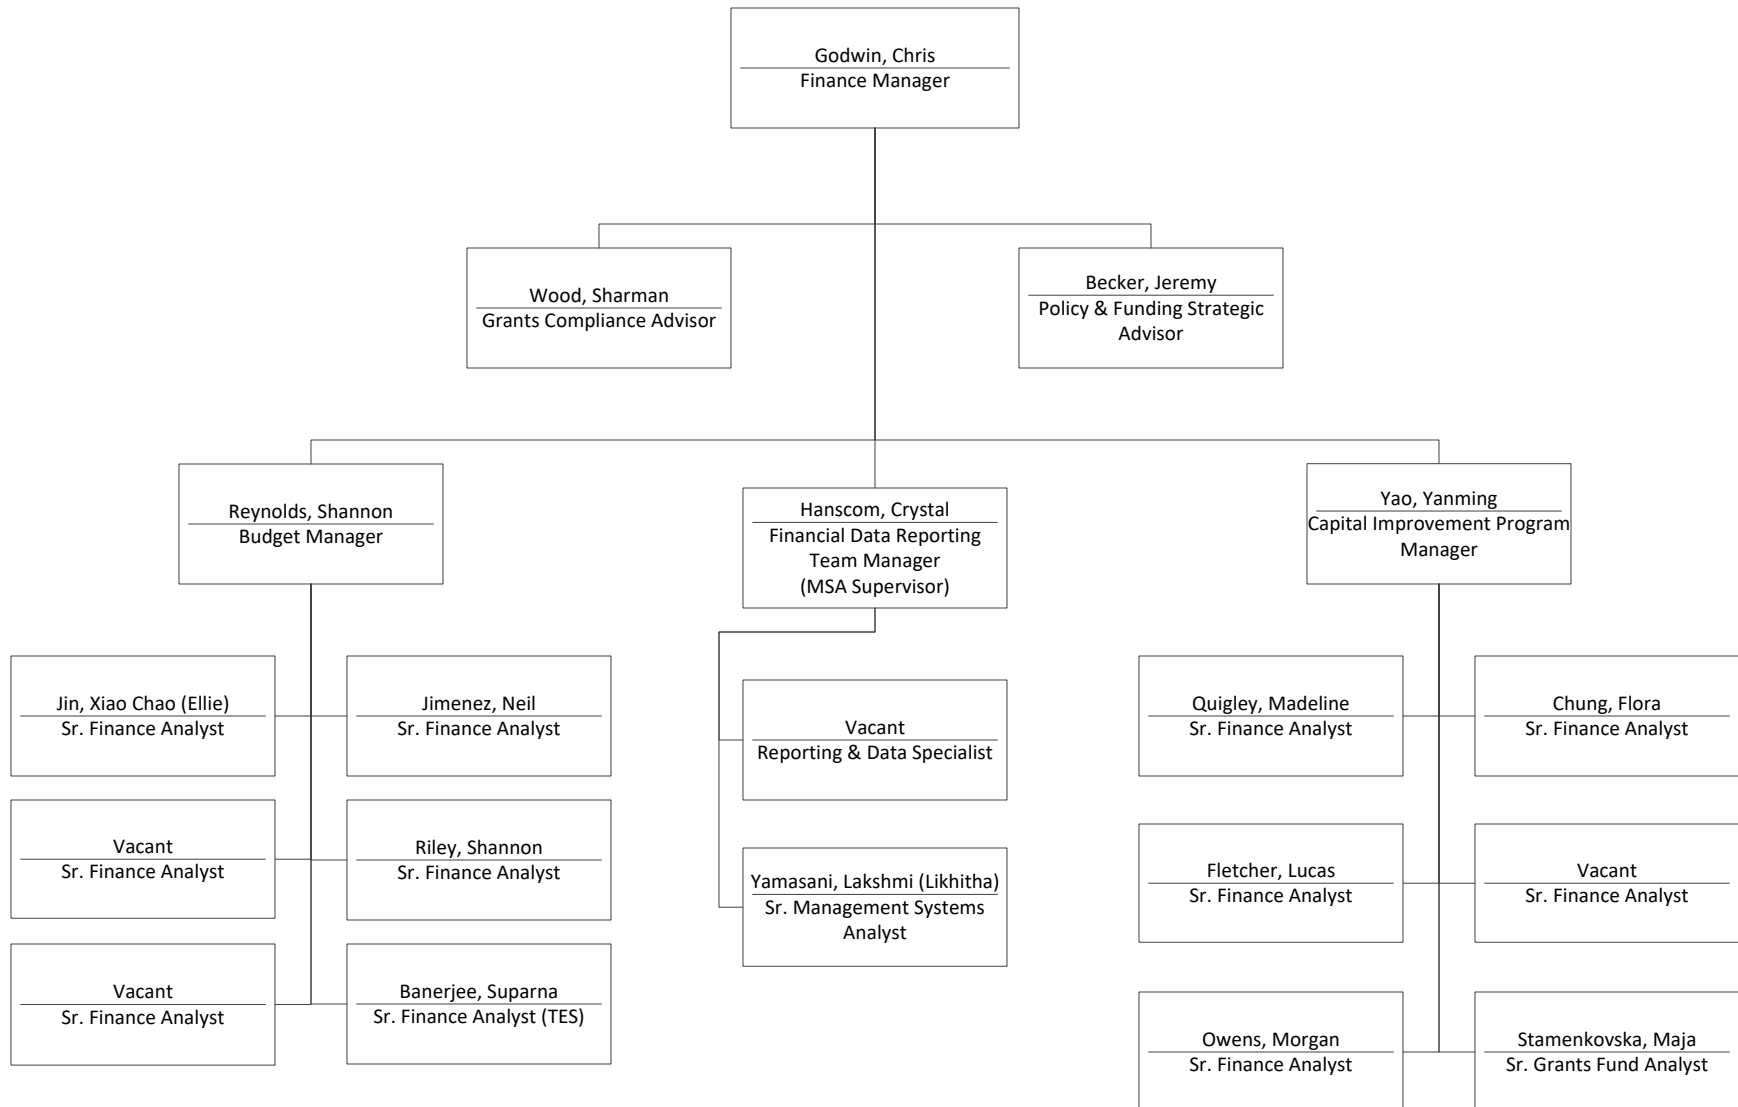 Godwin, Chris
Finance Manager
Wood, Sharman
Grants Compliance Advisor
Becker, Jeremy
Policy & Funding Strategic
Advisor
Reynolds, Shannon
Budget Manager
Hanscom, Crystal
Financial Data Reporting
Team Manager
(MSA Supervisor)
Yao, Yanming
Capital Improvement Program
Manager
Jin, Xiao Chao (Ellie)
Sr. Finance Analyst
Jimenez, Neil
Sr. Finance Analyst
Vacant
Reporting & Data Specialist
Quigley, Madeline
Sr. Finance Analyst
Chung, Flora
Sr. Finance Analyst
Vacant
Sr. Finance Analyst
Riley, Shannon
Sr. Finance Analyst
Yamasani, Lakshmi (Likhitha)
Sr. Management Systems
Analyst
Fletcher, Lucas
Sr. Finance Analyst
Vacant
Sr. Finance Analyst
Vacant
Sr. Finance Analyst
Banerjee, Suparna
Sr. Finance Analyst (TES)
Owens, Morgan
Sr. Finance Analyst
Stamenkovska, Maja
Sr. Grants Fund Analyst